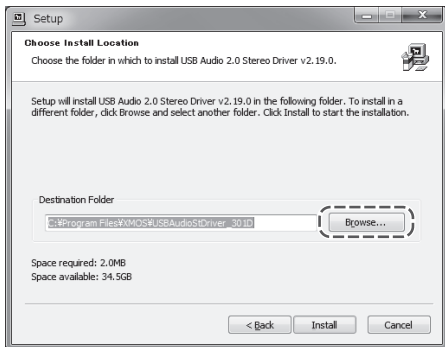 Setup
Choose Install Location
Choose the folder in which to install USB Audio 2.0 Stereo Driver v2.19.0.
Setup will install USB Audio 2.0 Stereo Driver v2.19.0 in the following folder. To install in a
different folder, click Browse and select another folder. Click Install to start the installation.
Destination Folder
C:¥Program Files¥XMOS¥USBAudioStDriver_301D
Browse...
Space required: 2.0MB
Space available: 34.5GB
< Back
Install
Cancel